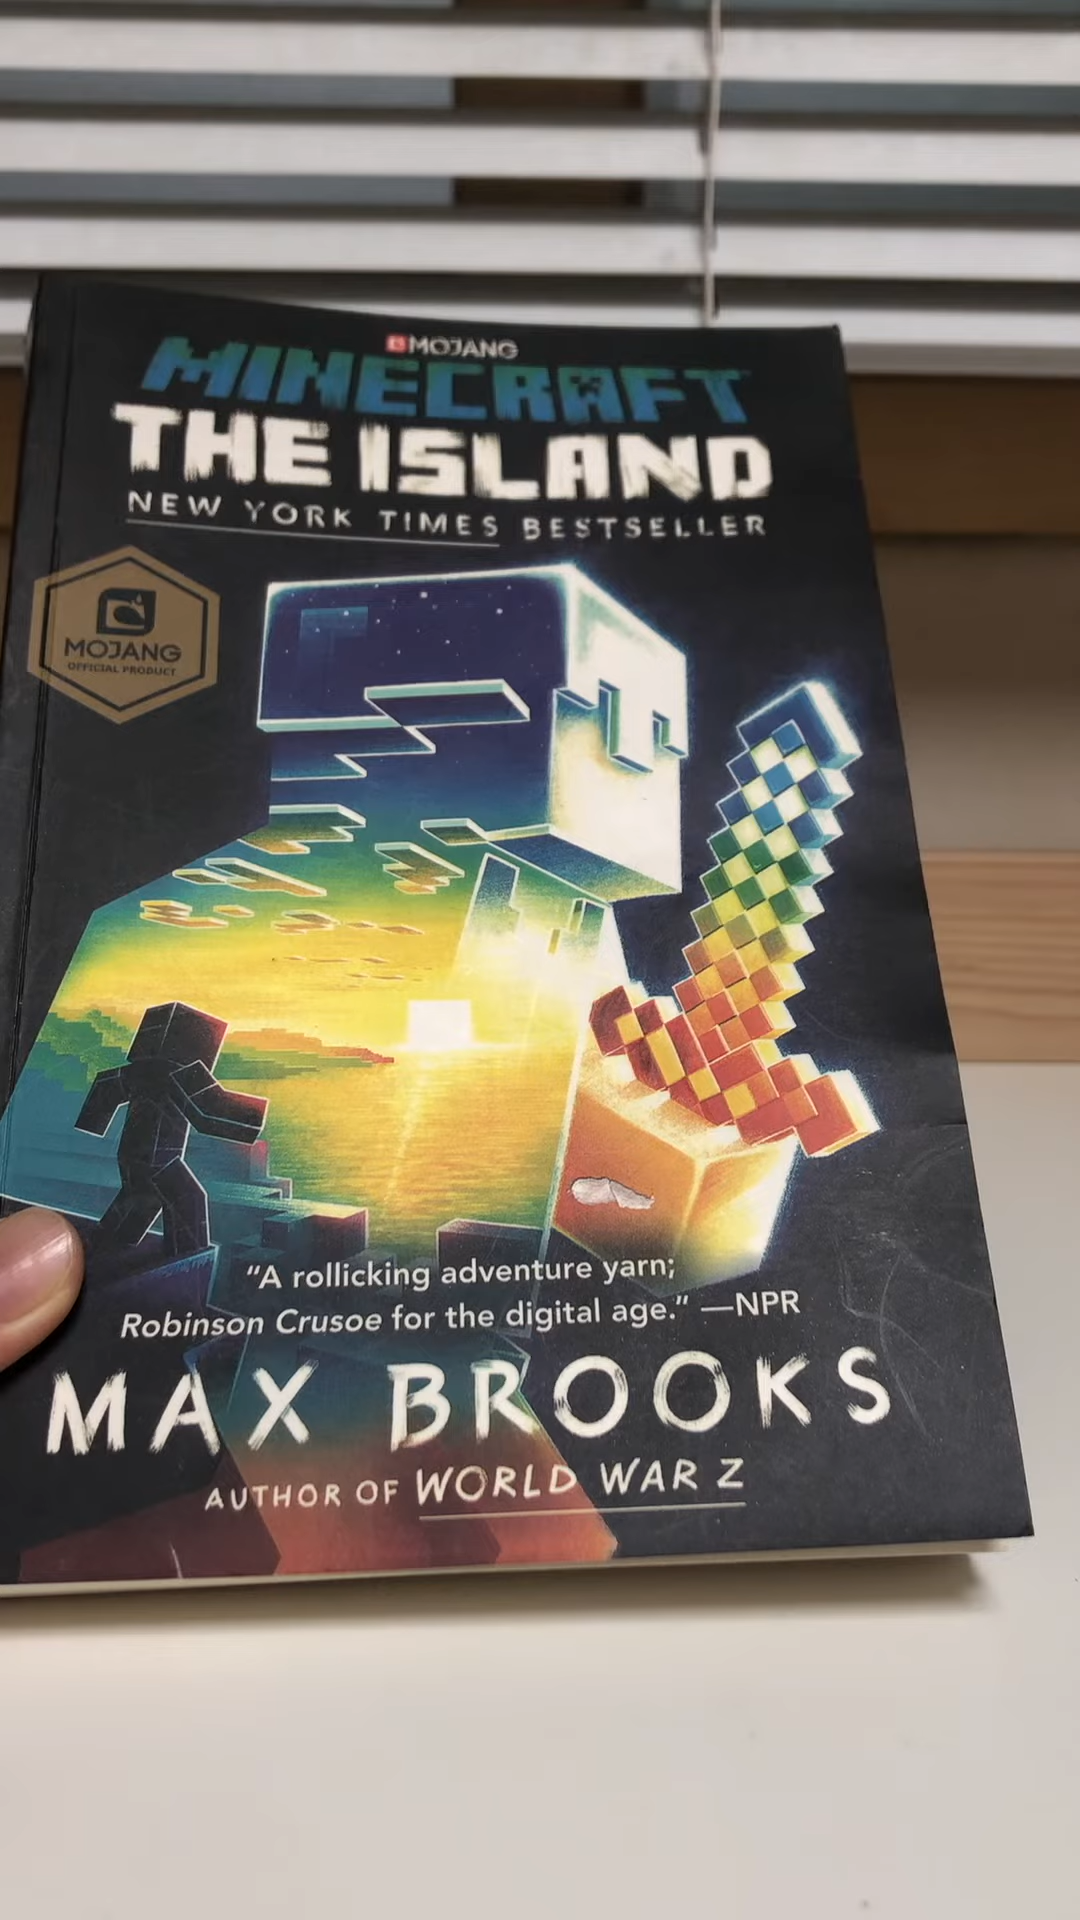 MOJANG
MINECRAFT
THE ISLAND
NEW YORK TIMES BESTSELLER
MOJANG
OFFICIAL PRODUCT
“A rollicking adventure yarn;
Robinson Crusoe for the digital age.” —NPR
MAX BROOKS
AUTHOR OF WORLD WAR Z